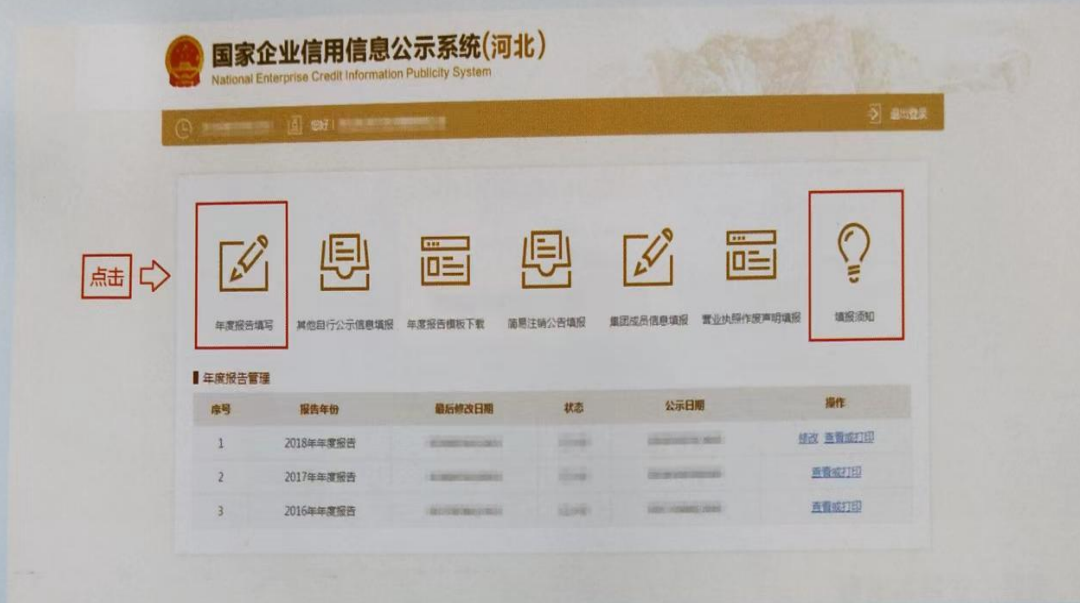 国家企业信用信息公示系统(河北)
National Enterprise Credit Information Publicity System
您好 退出登录
点击
年度报告填写 其他自行公示信息填报 年度报告模板下载 简易注销公告填报 集团成员信息填报 营业执照作废声明填报 填报须知
年度报告管理
序号 报告年份 最后修改日期 状态 公示日期 操作
1 2018年年度报告 修改 查看或打印
2 2017年年度报告 查看或打印
3 2016年年度报告 查看或打印